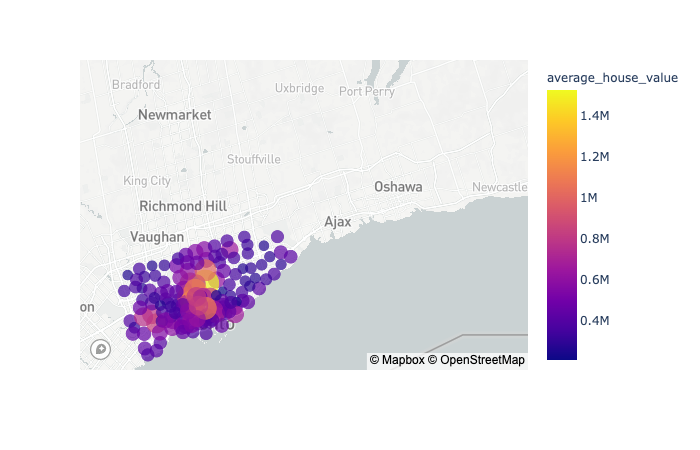 average_house_value
Bradford
Uxbridge
Port Perry
Newmarket
1.4M
1.2M
Stouffville
King City
Oshawa
Newcastle
1M
Richmond Hill
Ajax
Vaughan
0.8M
0.6M
on
O
0.4M
© Mapbox © OpenStreetMap